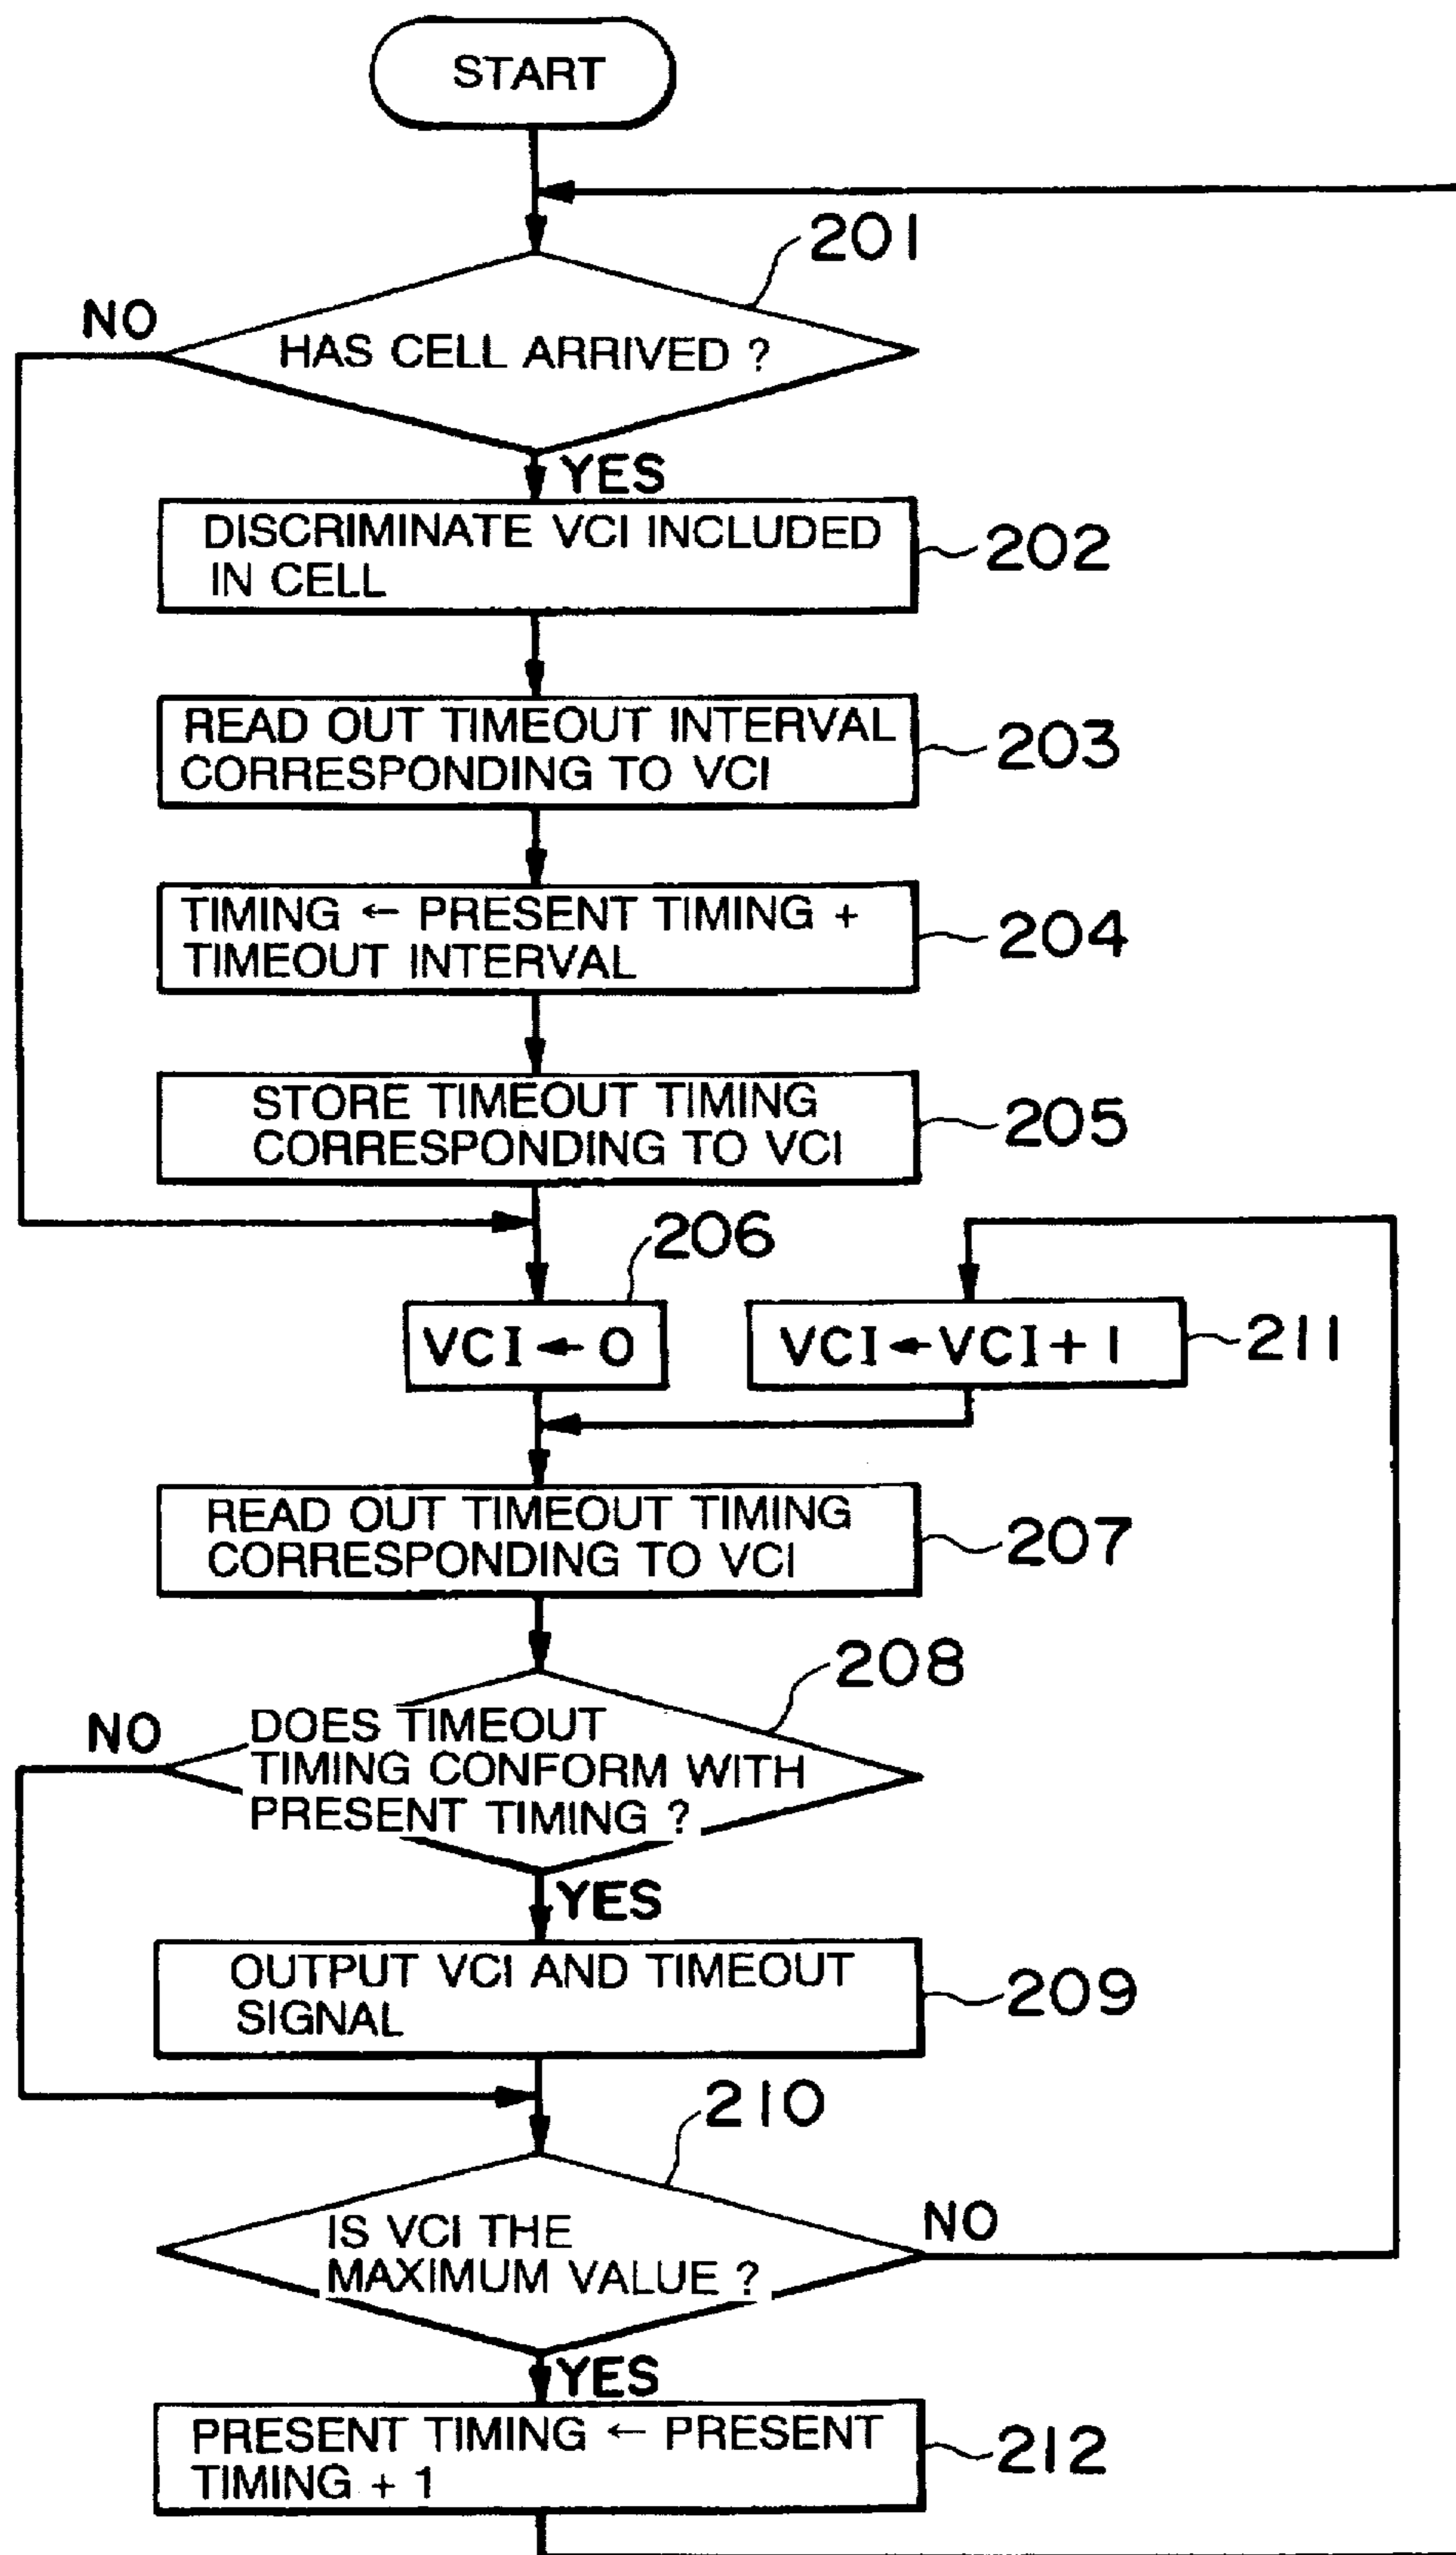 START
201
NO
HAS CELL ARRIVED ?
YES
DISCRIMINATE VCI INCLUDED
IN CELL
202
READ OUT TIMEOUT INTERVAL
CORRESPONDING TO VCI
203
TIMING ← PRESENT TIMING +
TIMEOUT INTERVAL
204
STORE TIMEOUT TIMING
CORRESPONDING TO VCI
205
206
VCI ← 0
VCI ← VCI + 1
211
READ OUT TIMEOUT TIMING
CORRESPONDING TO VCI
207
208
NO
DOES TIMEOUT
TIMING CONFORM WITH
PRESENT TIMING ?
YES
OUTPUT VCI AND TIMEOUT
SIGNAL
209
210
IS VCI THE
MAXIMUM VALUE ?
NO
YES
PRESENT TIMING ← PRESENT
TIMING + 1
212